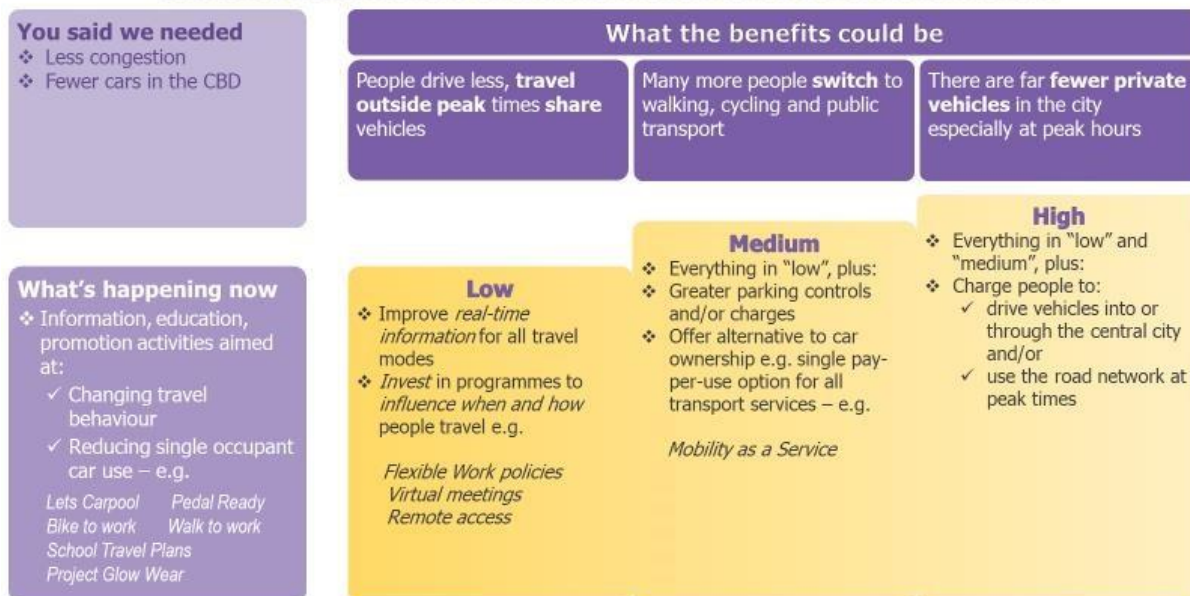 You said we needed
❖ Less congestion
❖ Fewer cars in the CBD
What the benefits could be
People drive less, travel
outside peak times share
vehicles
Many more people switch to
walking, cycling and public
transport
There are far fewer private
vehicles in the city
especially at peak hours
What's happening now
❖ Information, education,
promotion activities aimed
at:
✓ Changing travel
behaviour
✓ Reducing single occupant
car use – e.g.
Lets Carpool Pedal Ready
Bike to work Walk to work
School Travel Plans
Project Glow Wear
Low
❖ Improve real-time
information for all travel
modes
❖ Invest in programmes to
influence when and how
people travel e.g.
Flexible Work policies
Virtual meetings
Remote access
Medium
❖ Everything in "low", plus:
❖ Greater parking controls
and/or charges
❖ Offer alternative to car
ownership e.g. single pay-
per-use option for all
transport services – e.g.
Mobility as a Service
High
❖ Everything in "low" and
"medium", plus:
❖ Charge people to:
✓ drive vehicles into or
through the central city
and/or
✓ use the road network at
peak times